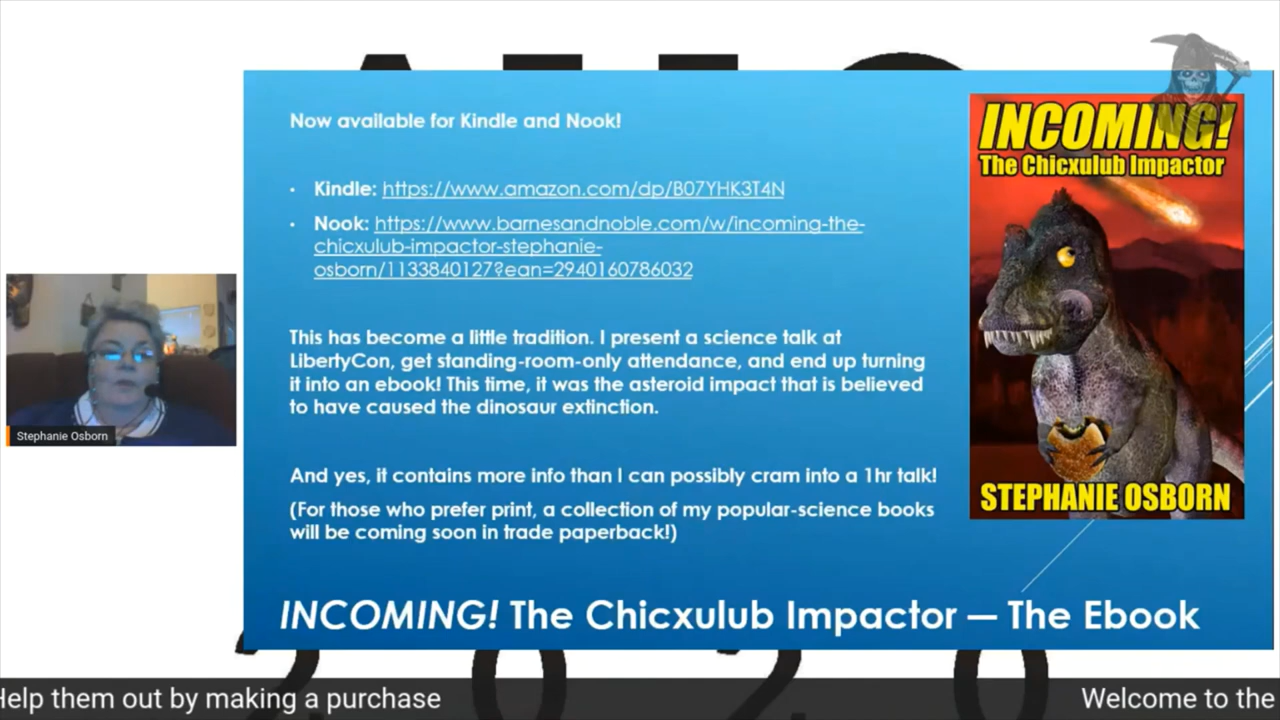 Now available for Kindle and Nook!
• Kindle: https://www.amazon.com/dp/B07YHK3T4N
• Nook: https://www.barnesandnoble.com/w/incoming-the-
chicxulub-impactor-stephanie-
osborn/1133840127?ean=2940160786032
This has become a little tradition. I present a science talk at
LibertyCon, get standing-room-only attendance, and end up turning
it into an ebook! This time, it was the asteroid impact that is believed
to have caused the dinosaur extinction.
And yes, it contains more info than I can possibly cram into a 1hr talk!
(For those who prefer print, a collection of my popular-science books
will be coming soon in trade paperback!)
INCOMING! The Chicxulub Impactor — The Ebook
INCOMING!
The Chicxulub Impactor
STEPHANIE OSBORN
Stephanie Osborn
2020
Help them out by making a purchase
Welcome to the